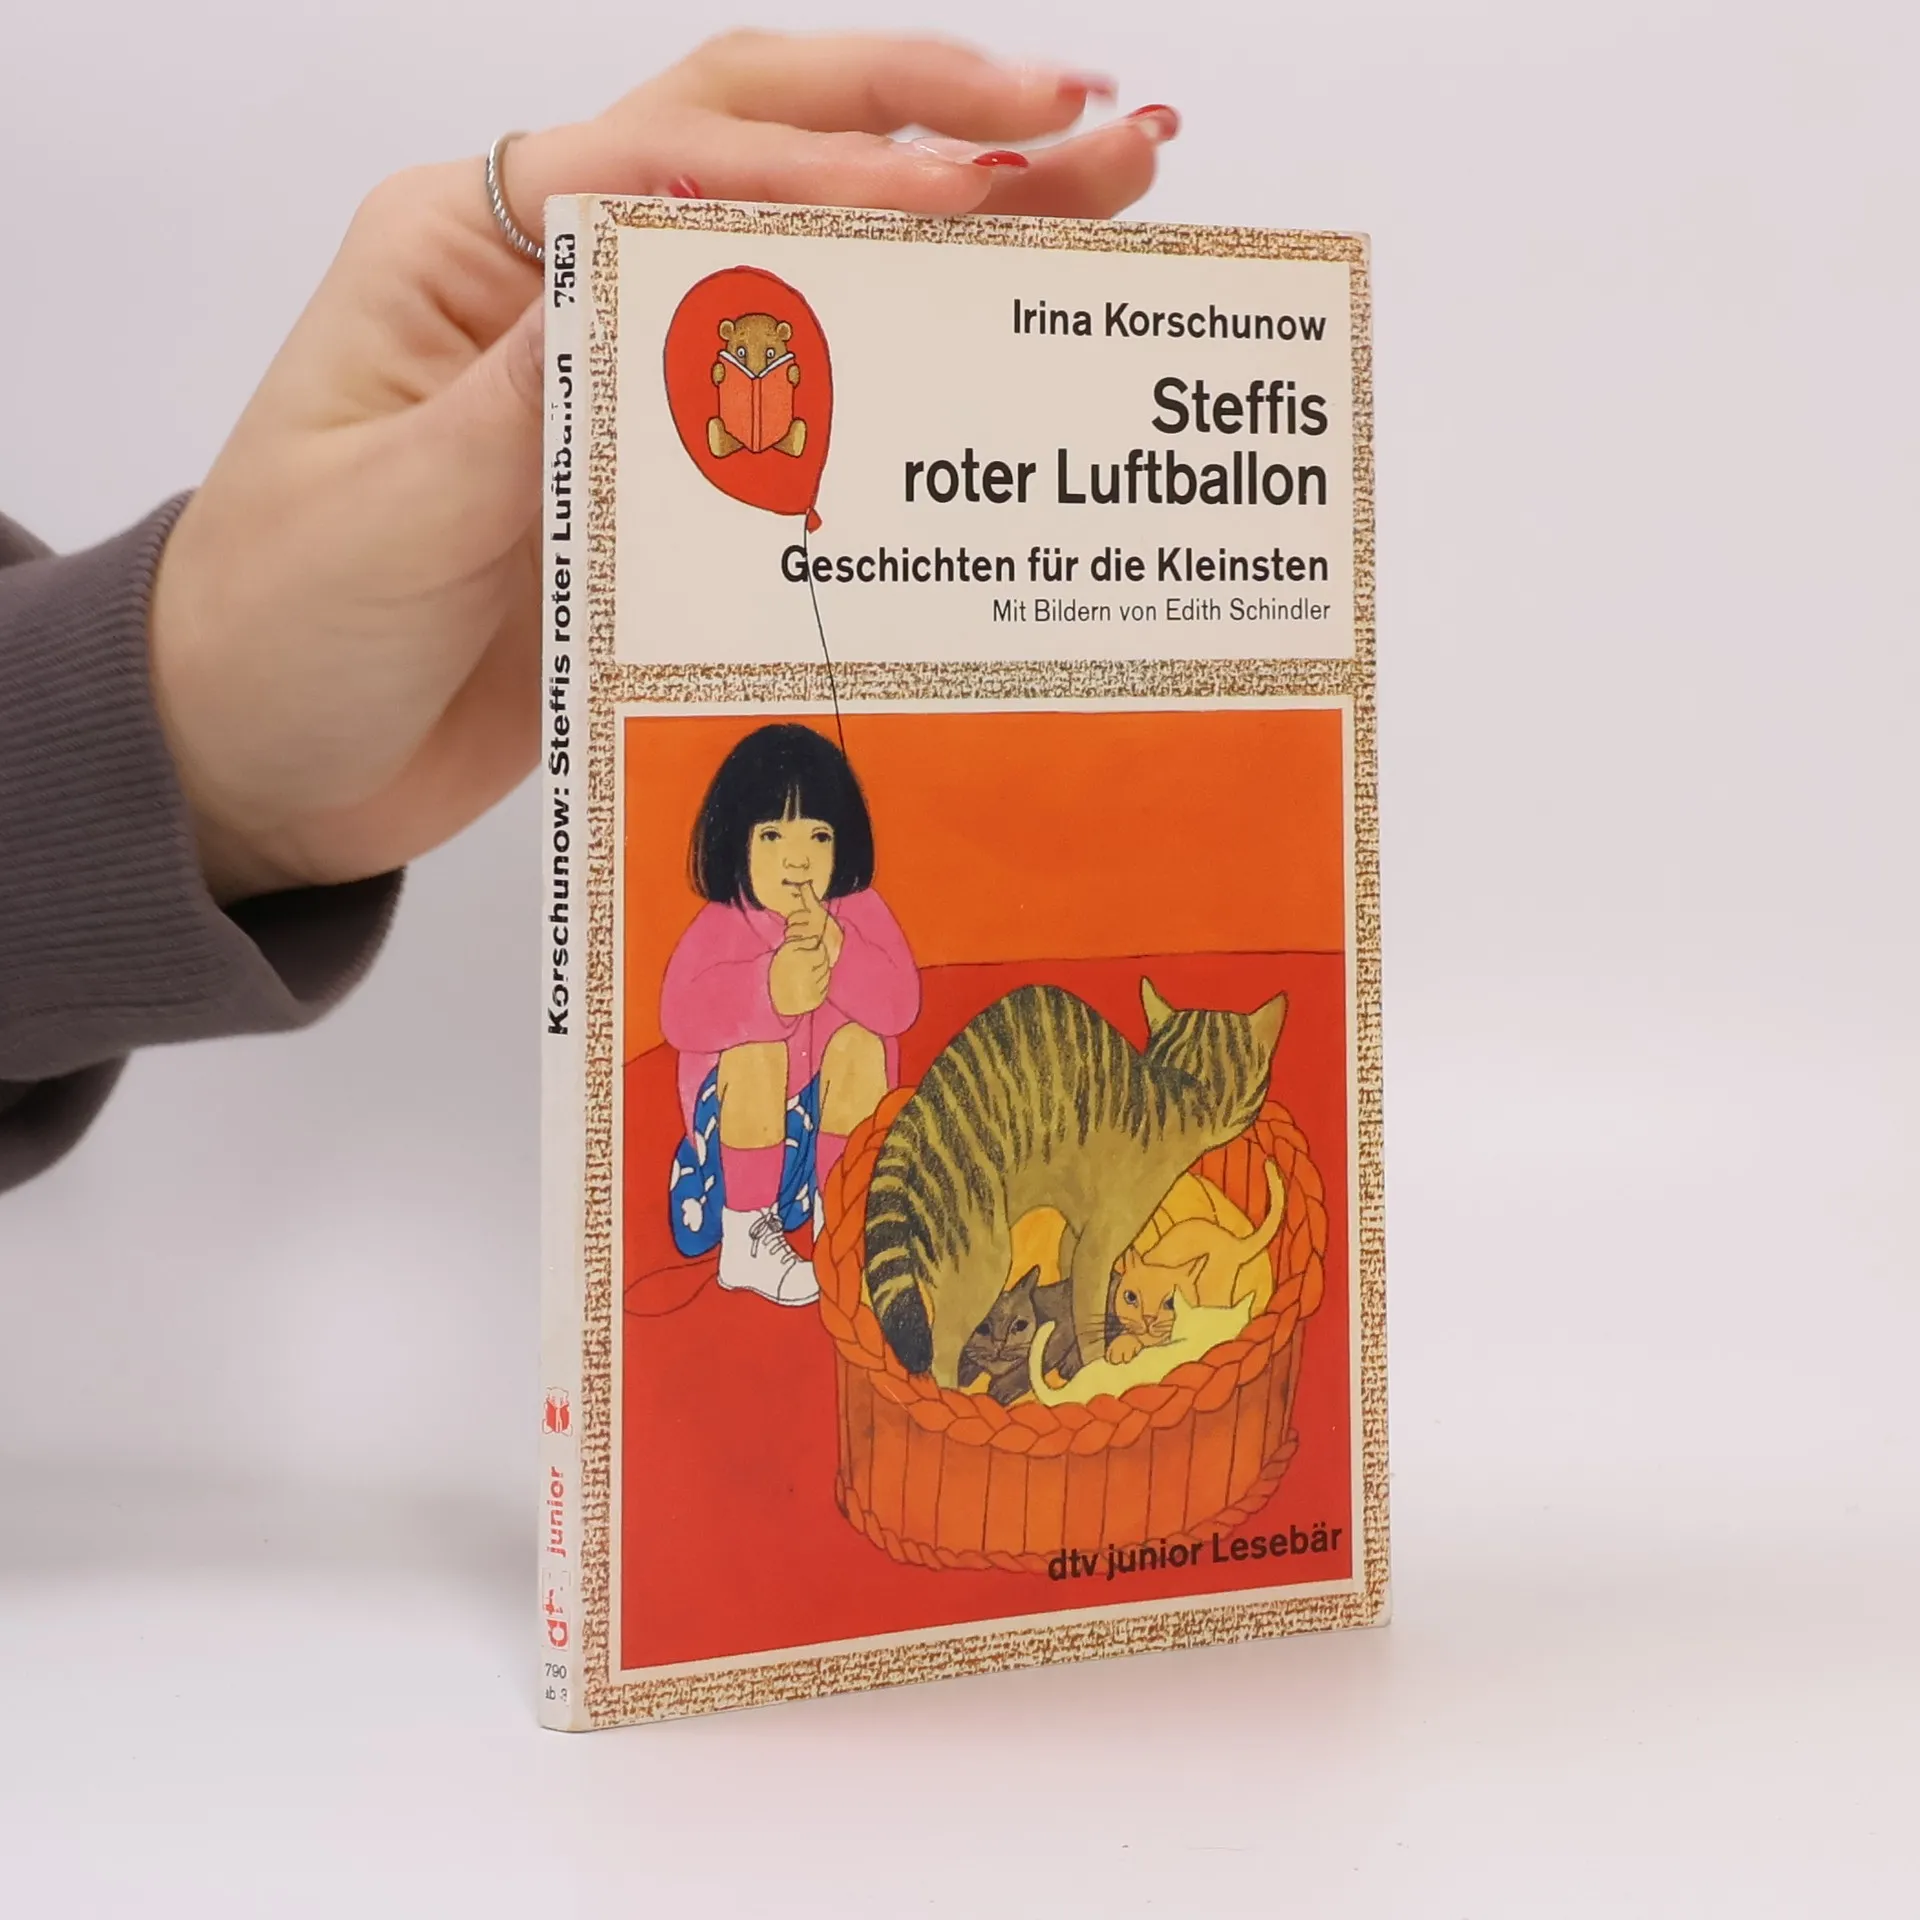 Irina Korschunow
Steffis
roter Luftballon
Geschichten für die Kleinsten
Mit Bildern von Edith Schindler
dtv junior Lesebär
Korschunow: Steffis roter Luftballon
junior
790